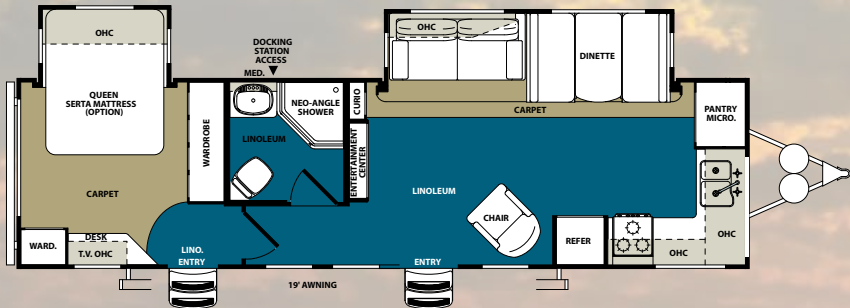 OHC
QUEEN
SERTA MATTRESS
(OPTION)
CARPET
WARDROBE
WARD.
DESK
T.V. OHC
LINO.
ENTRY
DOCKING
STATION
ACCESS
MED.
NEO-ANGLE
SHOWER
LINOLEUM
CURIO
ENTERTAINMENT
CENTER
OHC
DINETTE
CARPET
PANTRY
MICRO.
LINOLEUM
CHAIR
REFER
OHC
OHC
ENTRY
19' AWNING